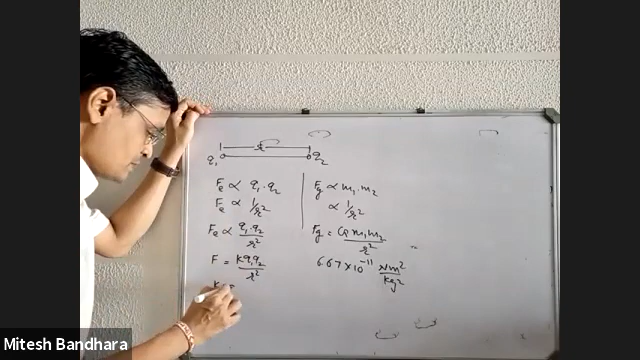 r
q₁ q₂
Fe ∝ q₁·q₂
Fe ∝ 1/r²
Fe ∝ q₁·q₂/r²
F = Kq₁q₂/r²
K =
Fg ∝ m₁·m₂
∝ 1/r²
Fg = G m₁m₂/r²
=
6.67×10⁻¹¹ Nm²/kg²
Mitesh Bandhara